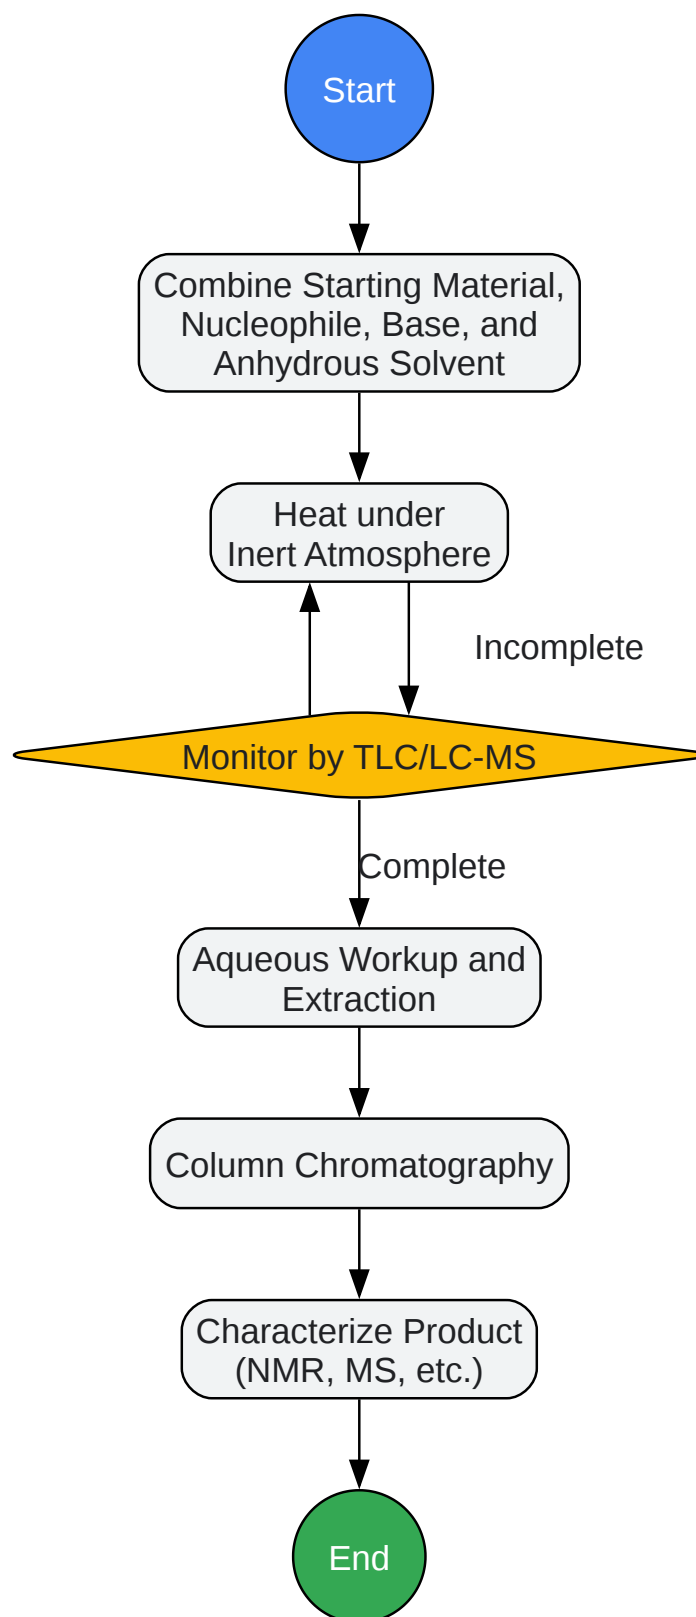 Start
Combine Starting Material,
Nucleophile, Base, and
Anhydrous Solvent
Heat under
Inert Atmosphere
Incomplete
Monitor by TLC/LC-MS
Complete
Aqueous Workup and
Extraction
Column Chromatography
Characterize Product
(NMR, MS, etc.)
End